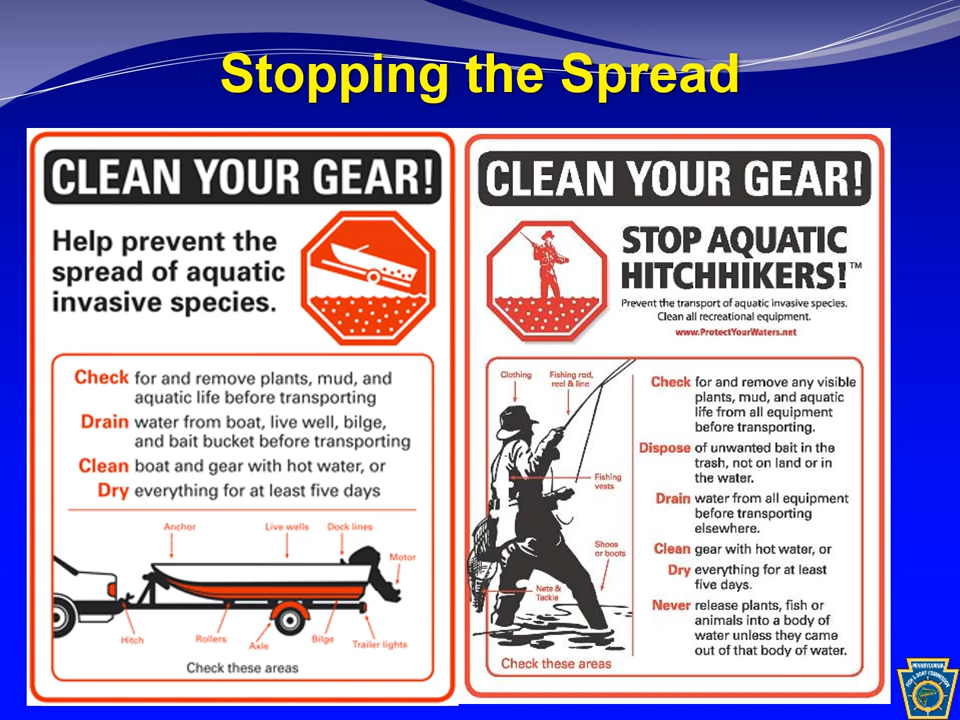 Stopping the Spread
CLEAN YOUR GEAR!
Help prevent the
spread of aquatic
invasive species.
Check for and remove plants, mud, and
aquatic life before transporting
Drain water from boat, live well, bilge,
and bait bucket before transporting
Clean boat and gear with hot water, or
Dry everything for at least five days
Anchor
Live wells
Dock lines
Motor
Hitch
Rollers
Axle
Bilge
Trailer lights
Check these areas
CLEAN YOUR GEAR!
STOP AQUATIC
HITCHHIKERS!™
Prevent the transport of aquatic invasive species.
Clean all recreational equipment.
www.ProtectYourWaters.net
Clothing
Fishing rod,
reel & line
Fishing
vests
Shoes
or boots
Nets &
Tackle
Check these areas
Check for and remove any visible
plants, mud, and aquatic
life from all equipment
before transporting.
Dispose of unwanted bait in the
trash, not on land or in
the water.
Drain water from all equipment
before transporting
elsewhere.
Clean gear with hot water, or
Dry everything for at least
five days.
Never release plants, fish or
animals into a body of
water unless they came
out of that body of water.
PENNSYLVANIA
FISH & BOAT COMMISSION